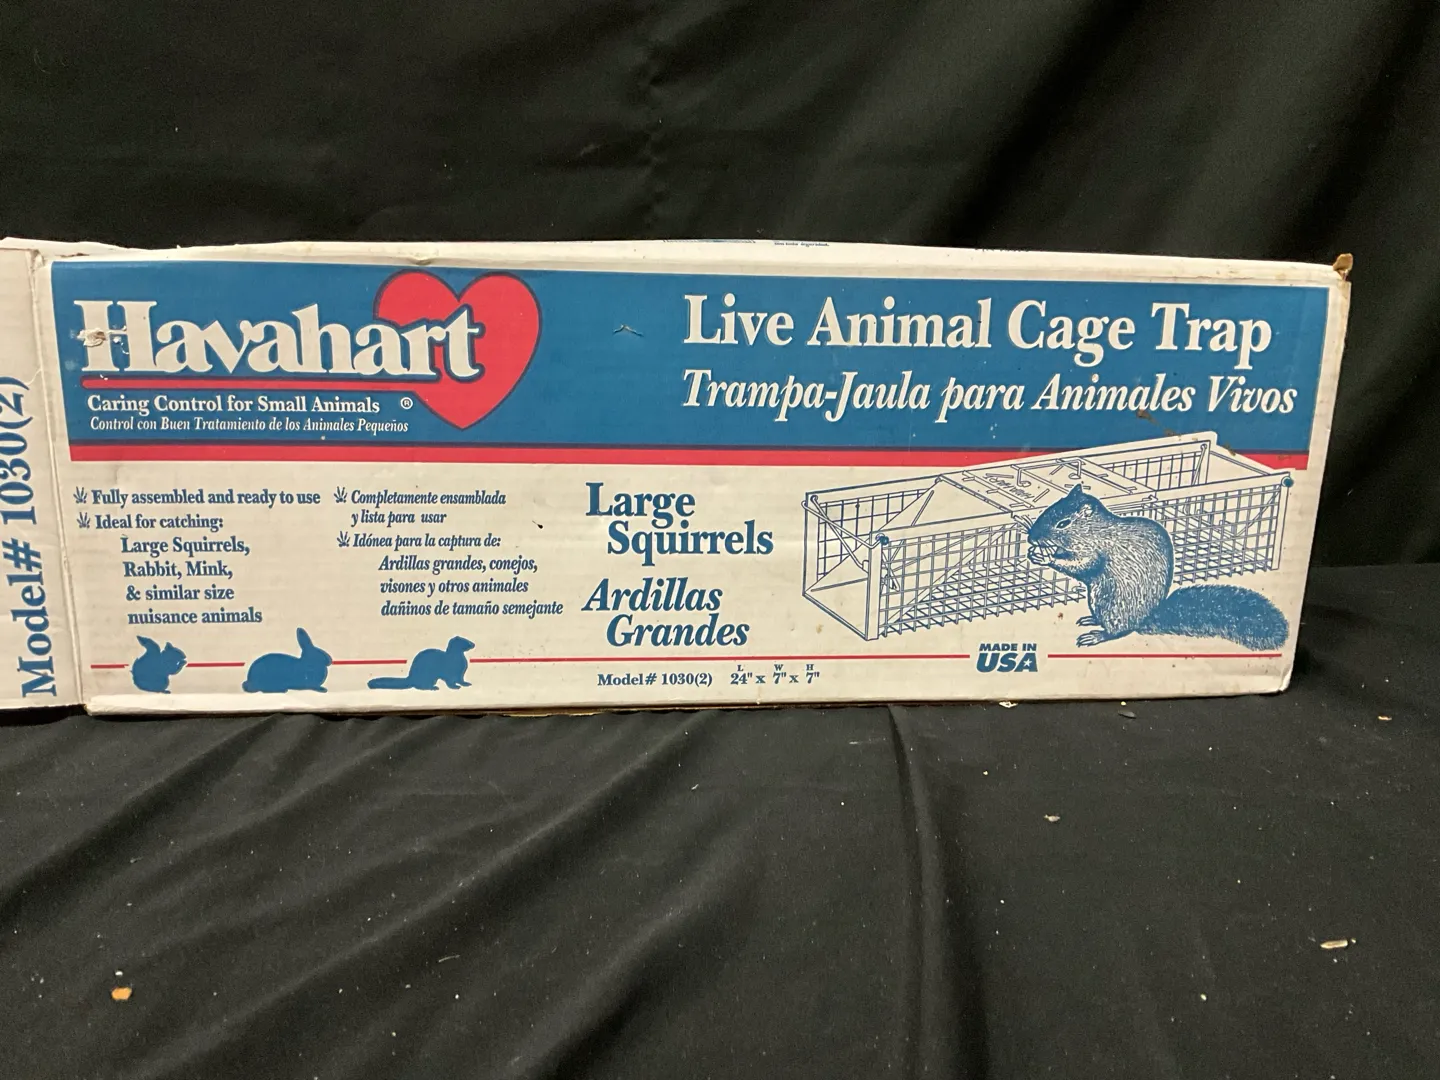 Model# 1030(2)
Havahart
Caring Control for Small Animals ®
Control con Buen Tratamiento de los Animales Pequeños
Live Animal Cage Trap
Trampa-Jaula para Animales Vivos
Fully assembled and ready to use
Ideal for catching:
Large Squirrels,
Rabbit, Mink,
& similar size
nuisance animals
Completamente ensamblada
y lista para usar
Idónea para la captura de:
Ardillas grandes, conejos,
visones y otros animales
dañinos de tamaño semejante
Large
Squirrels
Ardillas
Grandes
L W H
Model# 1030(2) 24" x 7" x 7"
MADE IN
USA